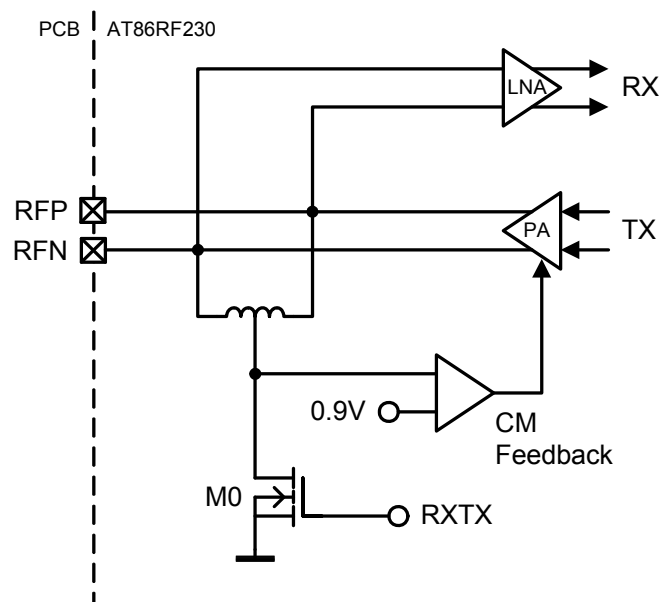 PCB AT86RF230
LNA
RX
RFP
PA
TX
RFN
0.9V
CM
Feedback
M0
RXTX